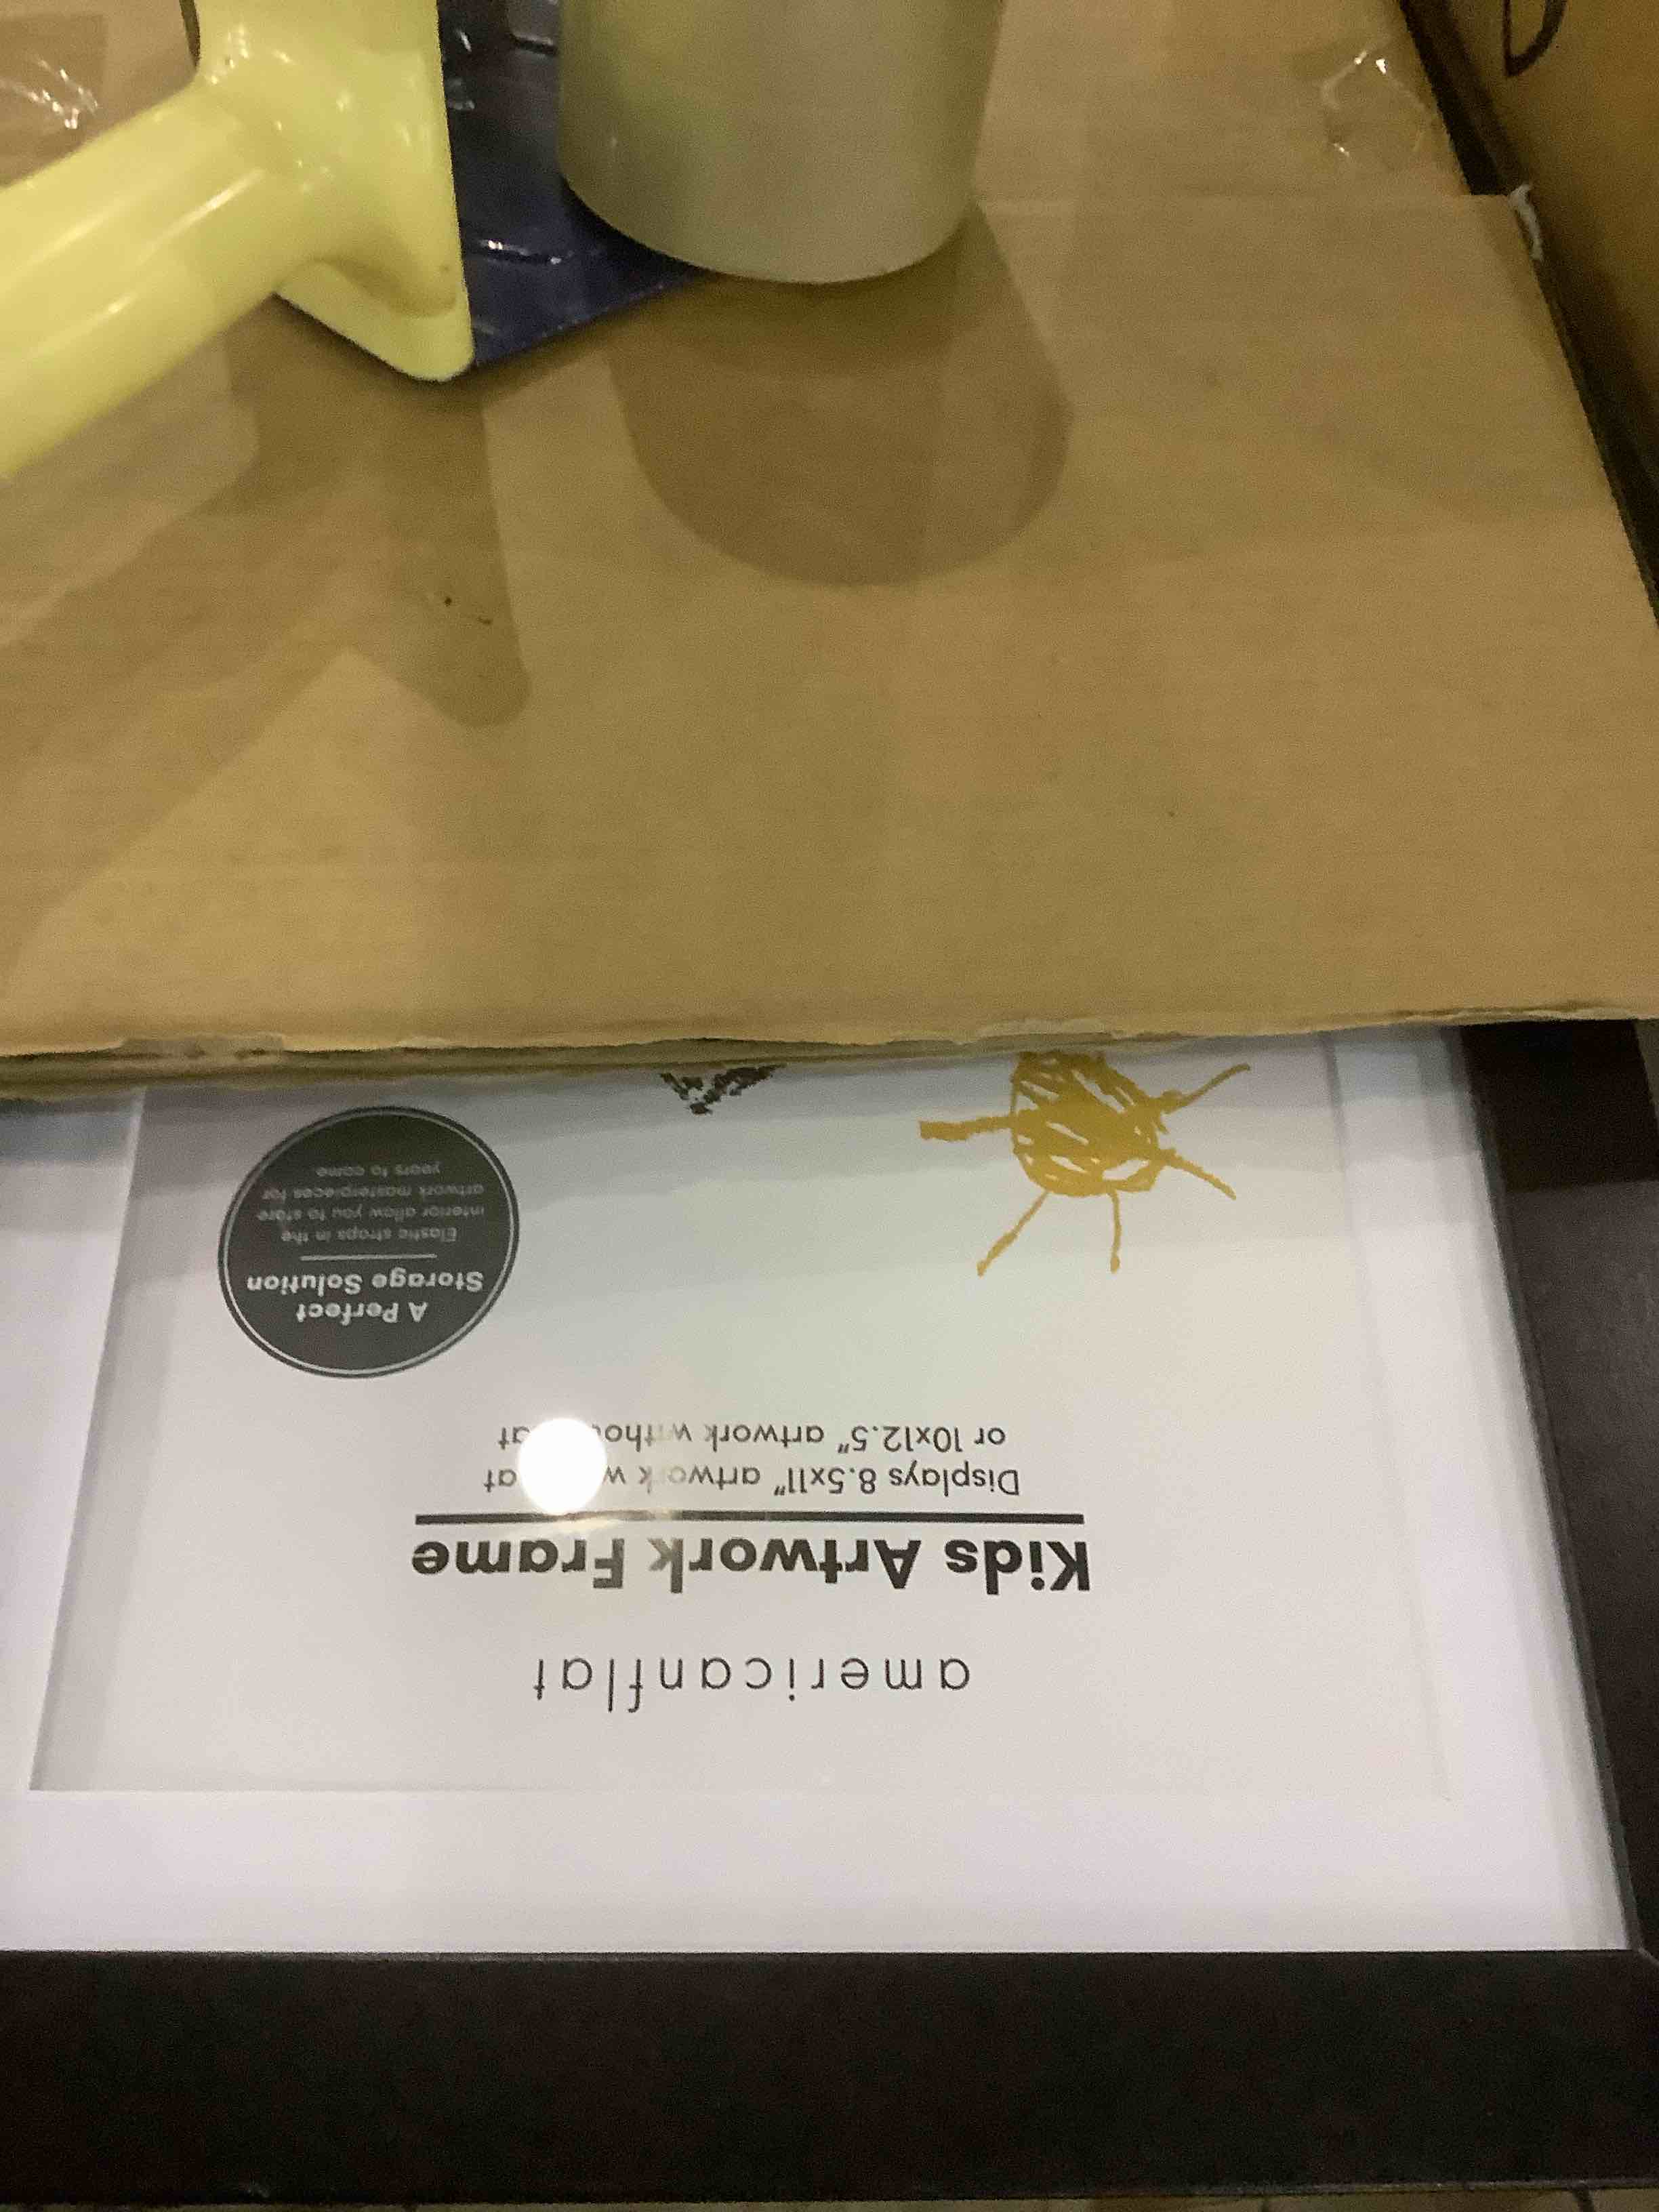 americanflat
Kids Artwork Frame
Displays 8.5x11" artwork
or 10x12.5" artwork
A Perfect
Storage Solution
Elastic straps in the
interior allow you to store
artwork masterpieces for
years to come